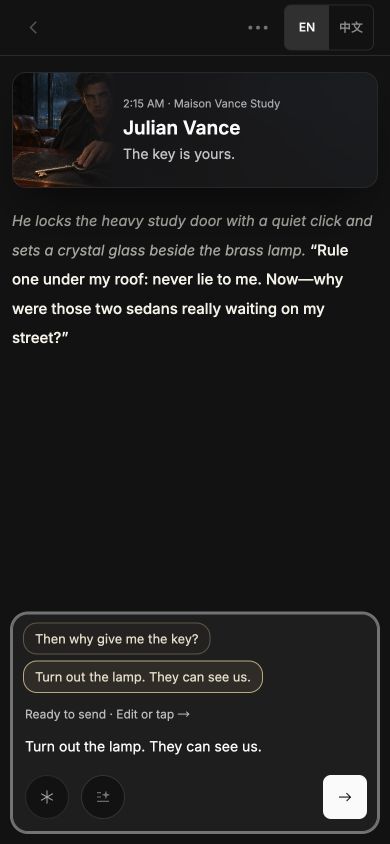 EN
中文
2:15 AM · Maison Vance Study
Julian Vance
The key is yours.
He locks the heavy study door with a quiet click and
sets a crystal glass beside the brass lamp. “Rule
one under my roof: never lie to me. Now—why
were those two sedans really waiting on my
street?”
Then why give me the key?
Turn out the lamp. They can see us.
Ready to send · Edit or tap →
Turn out the lamp. They can see us.